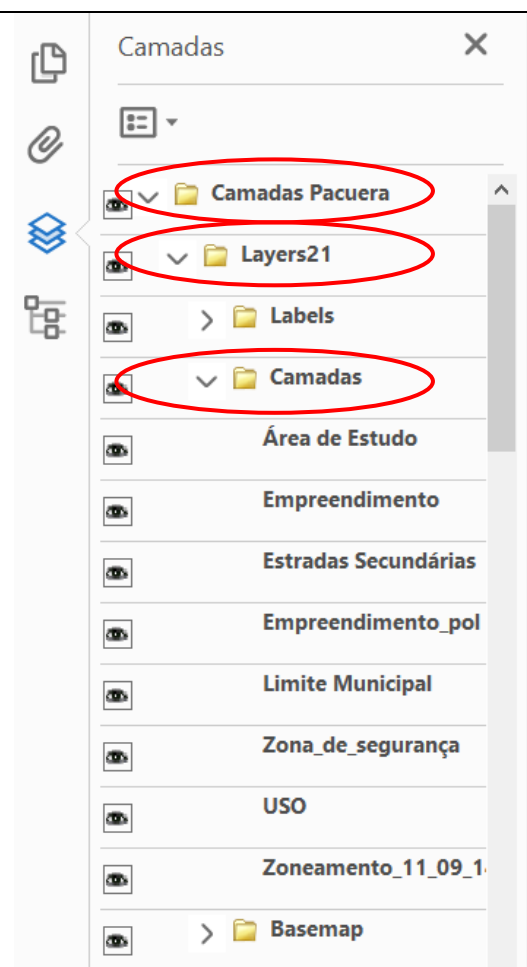 Camadas
Camadas Pacuera
Layers21
Labels
Camadas
Área de Estudo
Empreendimento
Estradas Secundárias
Empreendimento_pol
Limite Municipal
Zona_de_segurança
USO
Zoneamento_11_09_1
Basemap